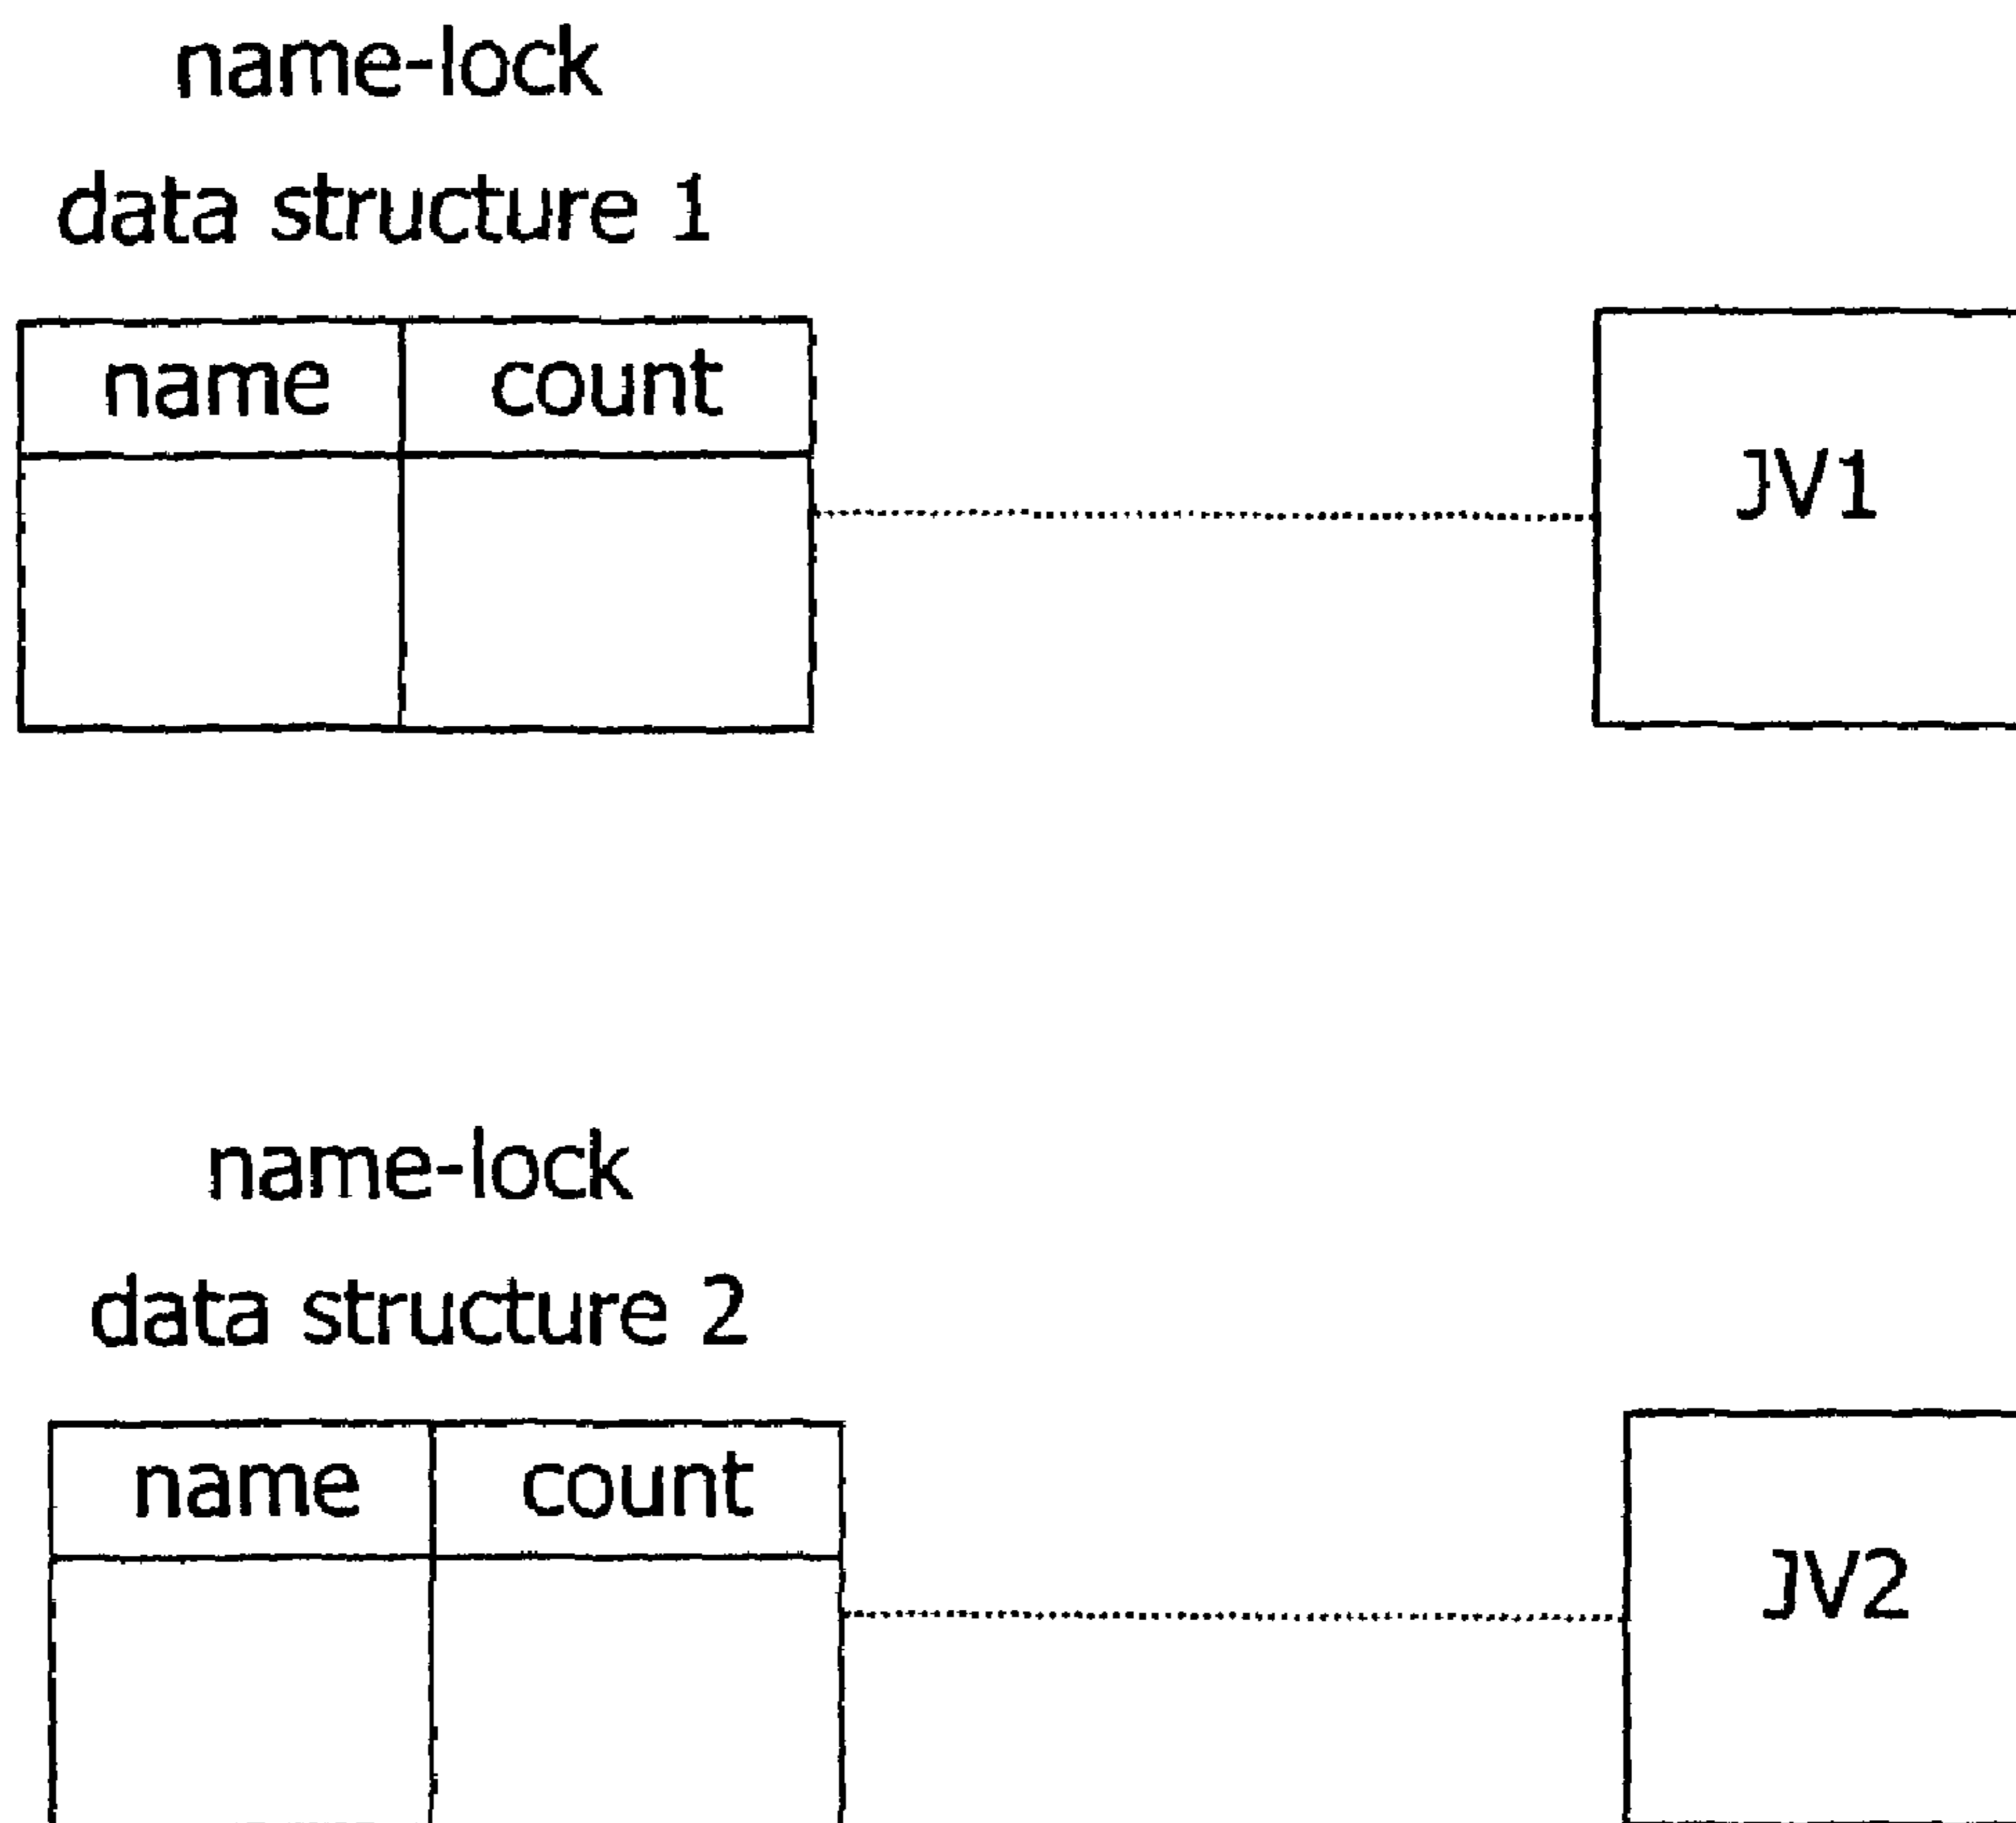 name-lock
data structure 1
name count
JV1
name-lock
data structure 2
name count
JV2